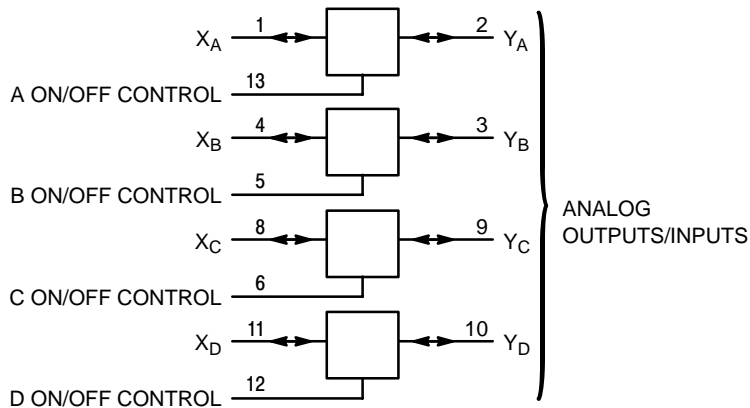 X_A 1 2 Y_A
A ON/OFF CONTROL 13
X_B 4 3 Y_B
B ON/OFF CONTROL 5
X_C 8 9 Y_C
C ON/OFF CONTROL 6
X_D 11 10 Y_D
D ON/OFF CONTROL 12
ANALOG
OUTPUTS/INPUTS